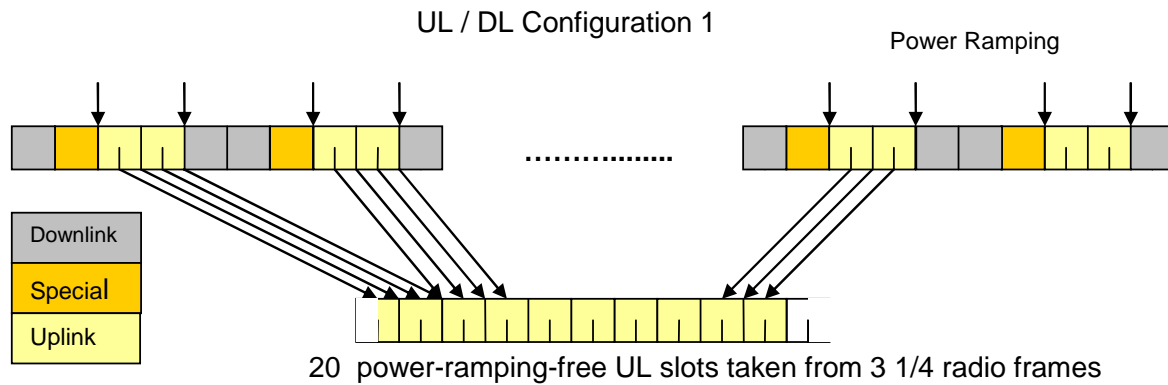 UL / DL Configuration 1
Power Ramping
...............
Downlink
Special
Uplink
20 power-ramping-free UL slots taken from 3 1/4 radio frames